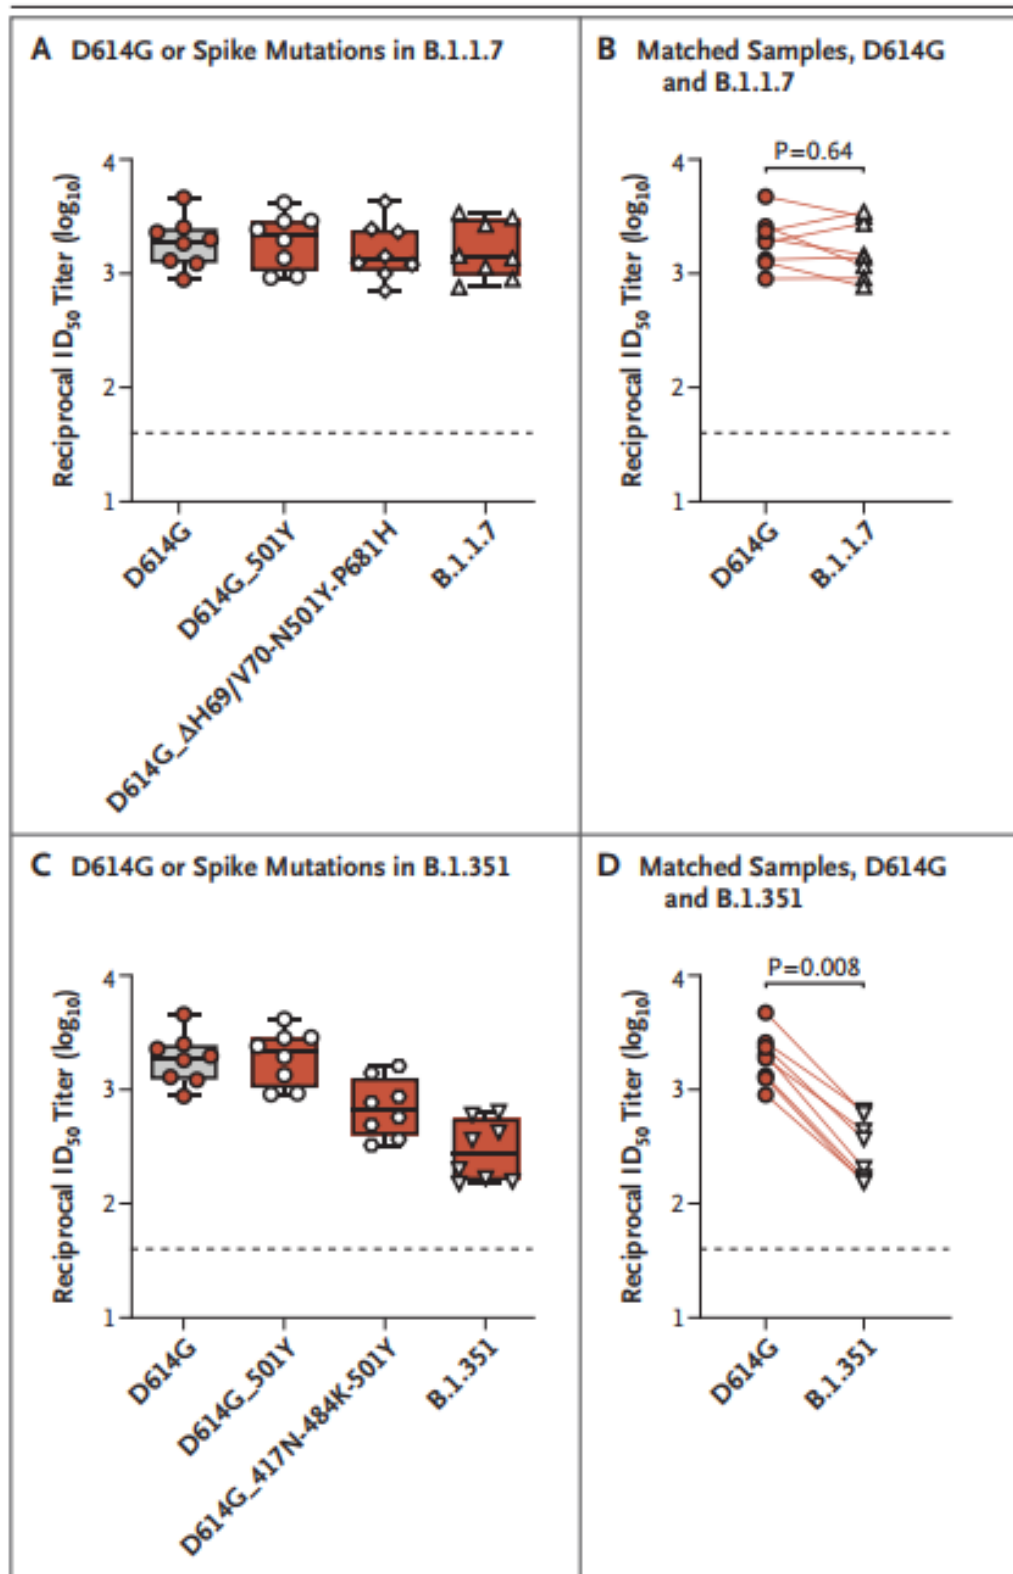 A D614G or Spike Mutations in B.1.1.7
Reciprocal ID50 Titer (log10)
4
3
2
1
D614G
D614G_501Y
D614G_ΔH69/V70-N501Y-P681H
B.1.1.7
B Matched Samples, D614G
and B.1.1.7
P=0.64
Reciprocal ID50 Titer (log10)
4
3
2
1
D614G
B.1.1.7
C D614G or Spike Mutations in B.1.351
Reciprocal ID50 Titer (log10)
4
3
2
1
D614G
D614G_501Y
D614G_417N-484K-501Y
B.1.351
D Matched Samples, D614G
and B.1.351
P=0.008
Reciprocal ID50 Titer (log10)
4
3
2
1
D614G
B.1.351